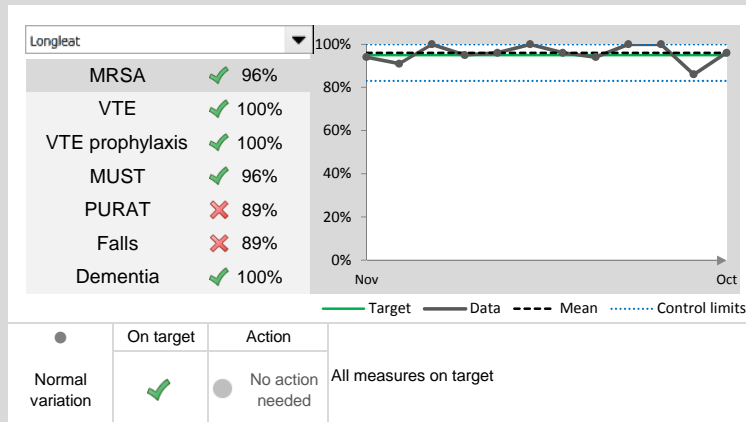 Longleat
MRSA 96%
VTE 100%
VTE prophylaxis 100%
MUST 96%
PURAT 89%
Falls 89%
Dementia 100%
100%
80%
60%
40%
20%
0%
Nov Oct
Target Data Mean Control limits
On target Action
Normal variation
No action needed
All measures on target